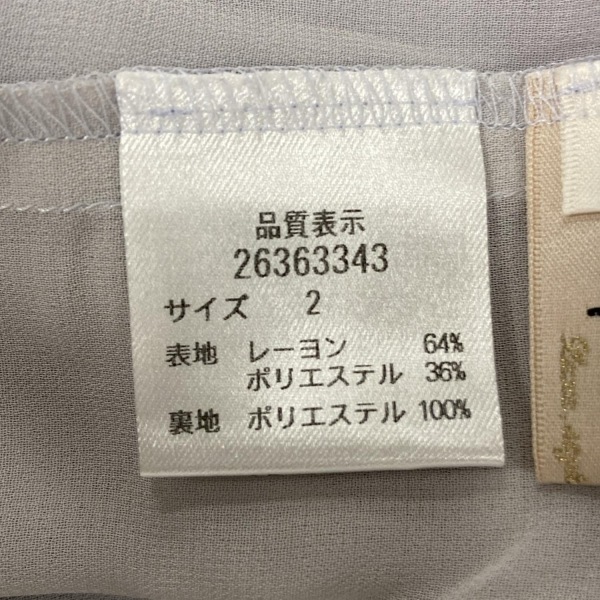 品質表示
26363343
サイズ 2
表地 レーヨン 64%
ポリエステル 36%
裏地 ポリエステル 100%